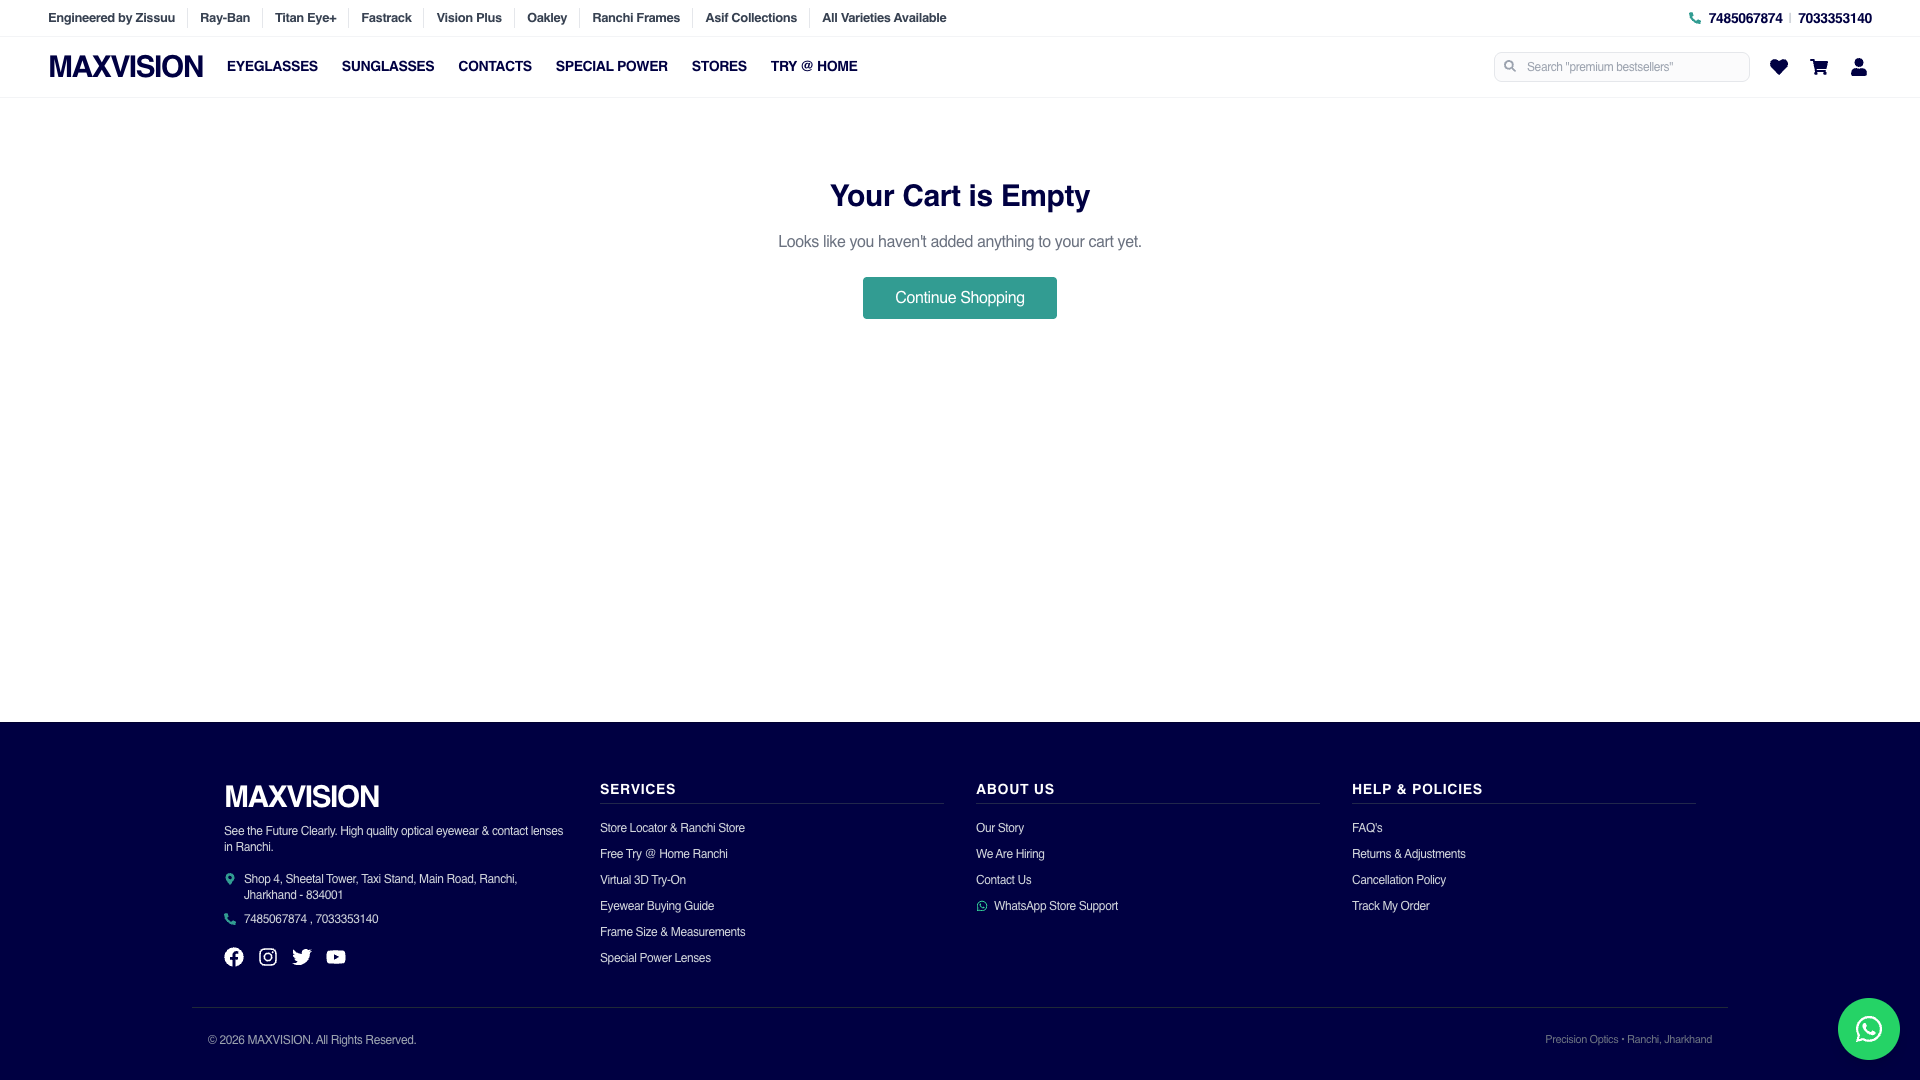 Engineered by Zissuu
Ray-Ban
Titan Eye+
Fastrack
Vision Plus
Oakley
Ranchi Frames
Asif Collections
All Varieties Available
7485067874 | 7033353140
MAXVISION
EYEGLASSES
SUNGLASSES
CONTACTS
SPECIAL POWER
STORES
TRY @ HOME
Search "premium bestsellers"
Your Cart is Empty
Looks like you haven't added anything to your cart yet.
Continue Shopping
MAXVISION
See the Future Clearly. High quality optical eyewear & contact lenses
in Ranchi.
Shop 4, Sheetal Tower, Taxi Stand, Main Road, Ranchi,
Jharkhand - 834001
7485067874 , 7033353140
SERVICES
Store Locator & Ranchi Store
Free Try @ Home Ranchi
Virtual 3D Try-On
Eyewear Buying Guide
Frame Size & Measurements
Special Power Lenses
ABOUT US
Our Story
We Are Hiring
Contact Us
WhatsApp Store Support
HELP & POLICIES
FAQ's
Returns & Adjustments
Cancellation Policy
Track My Order
© 2026 MAXVISION. All Rights Reserved.
Precision Optics • Ranchi, Jharkhand